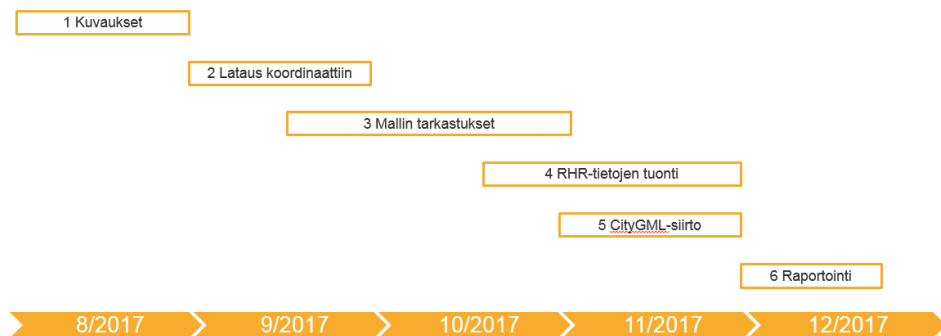 1 Kuvaukset
2 Lataus koordinaattiin
3 Mallin tarkastukset
4 RHR-tietojen tuonti
5 CityGML-siirto
6 Raportointi
8/2017
9/2017
10/2017
11/2017
12/2017